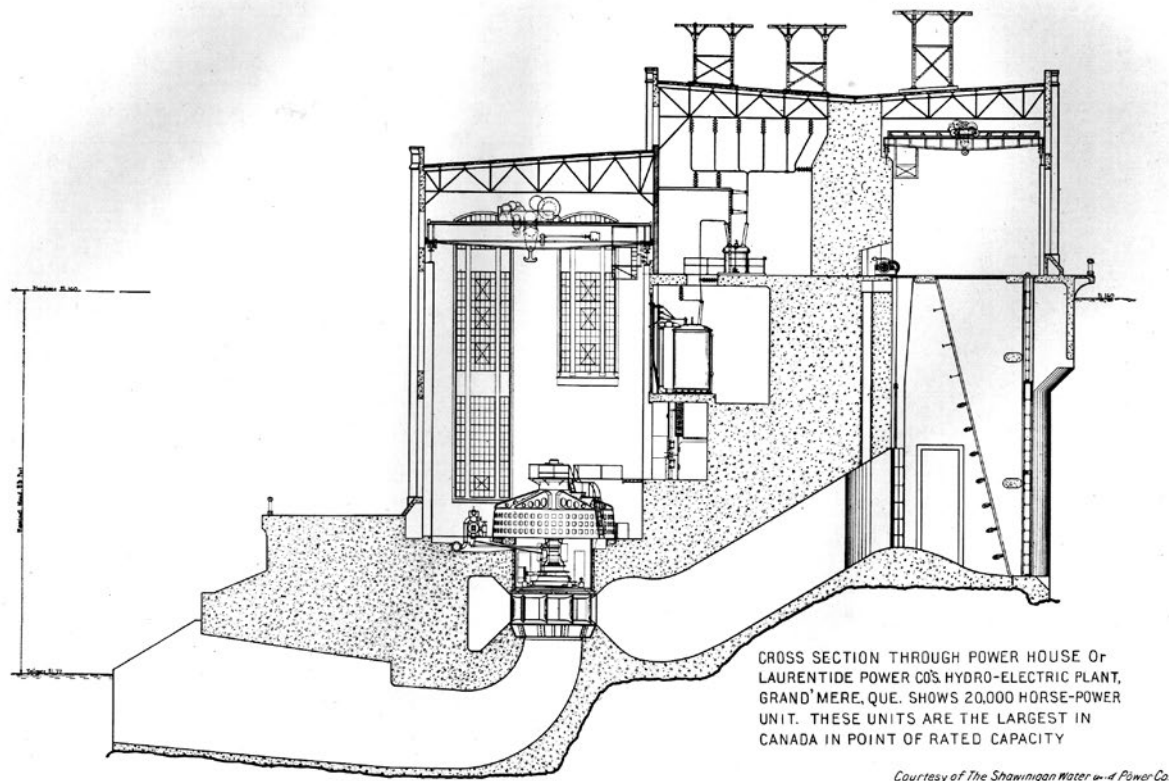 CROSS SECTION THROUGH POWER HOUSE OF
LAURENTIDE POWER CO'S. HYDRO-ELECTRIC PLANT,
GRAND' MERE, QUE. SHOWS 20,000 HORSE-POWER
UNIT. THESE UNITS ARE THE LARGEST IN
CANADA IN POINT OF RATED CAPACITY
Courtesy of The Shawinigan Water and Power Co.